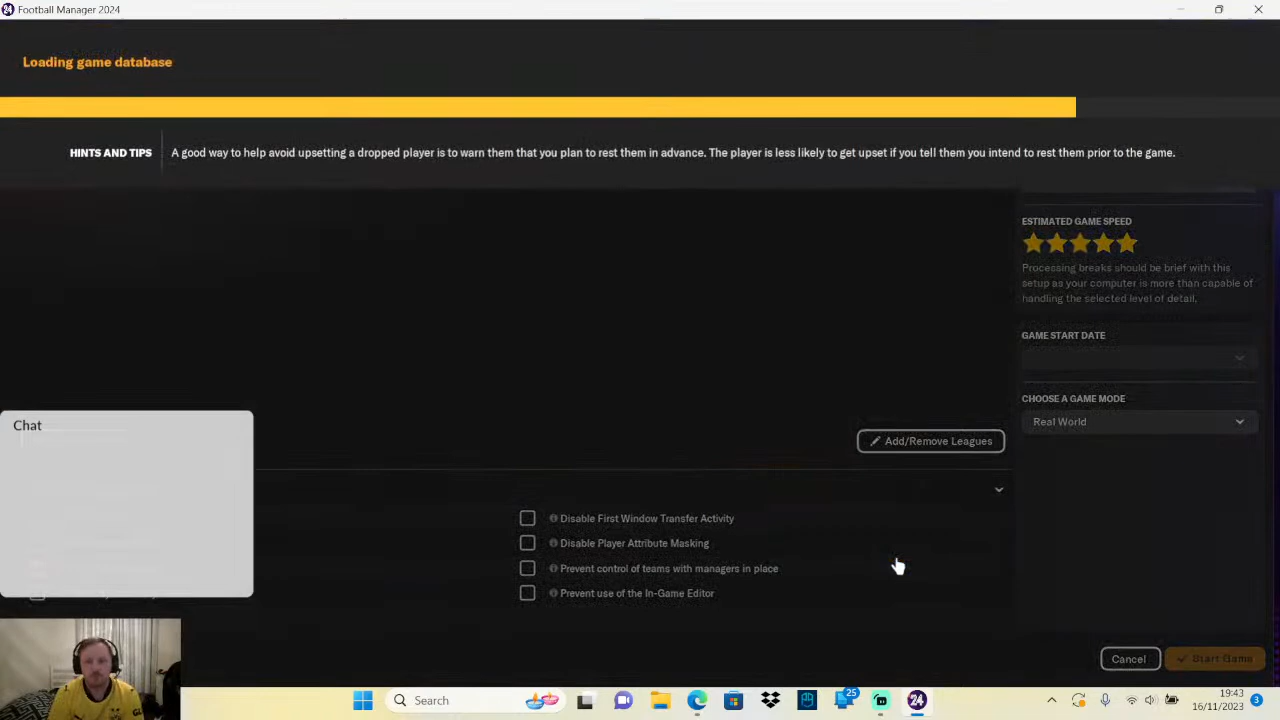 24 Football Manager 2024
Loading game database
HINTS AND TIPS A good way to help avoid upsetting a dropped player is to warn them that you plan to rest them in advance. The player is less likely to get upset if you tell them you intend to rest them prior to the game.
ESTIMATED GAME SPEED
Processing breaks should be brief with this
setup as your computer is more than capable of
handling the selected level of detail.
GAME START DATE
CHOOSE A GAME MODE
Real World
Chat
Add/Remove Leagues
Disable First Window Transfer Activity
Disable Player Attribute Masking
Prevent control of teams with managers in place
Prevent use of the In-Game Editor
Cancel Start Game
Search 25 24 19:43
16/11/2023 3